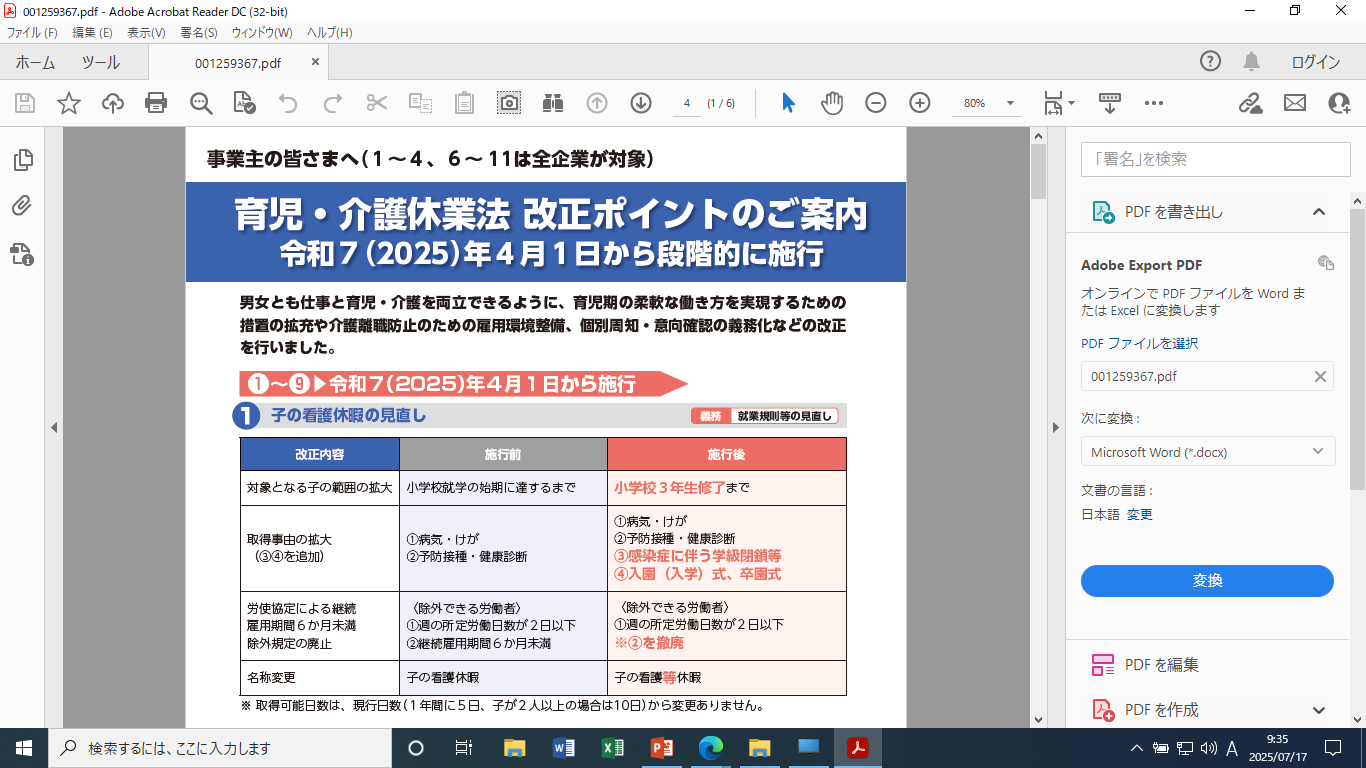 001259367.pdf - Adobe Acrobat Reader DC (32-bit)
ファイル(F) 編集(E) 表示(V) 署名(S) ウィンドウ(W) ヘルプ(H)
ホーム ツール 001259367.pdf × ログイン
4 (1 / 6) 80%
事業主の皆さまへ(1~4、6~11は全企業が対象)
育児・介護休業法 改正ポイントのご案内
令和7(2025)年4月1日から段階的に施行
男女とも仕事と育児・介護を両立できるように、育児期の柔軟な働き方を実現するための
措置の拡充や介護離職防止のための雇用環境整備、個別周知・意向確認の義務化などの改正
を行いました。
❶~❾▶令和7(2025)年4月1日から施行
1 子の看護休暇の見直し 義務 就業規則等の見直し
改正内容 施行前 施行後
対象となる子の範囲の拡大 小学校就学の始期に達するまで 小学校3年生修了まで
取得事由の拡大
(③④を追加)
①病気・けが
②予防接種・健康診断
①病気・けが
②予防接種・健康診断
③感染症に伴う学級閉鎖等
④入園(入学)式、卒園式
労使協定による継続
雇用期間6か月未満
除外規定の廃止
〈除外できる労働者〉
①週の所定労働日数が2日以下
②継続雇用期間6か月未満
〈除外できる労働者〉
①週の所定労働日数が2日以下
※②を撤廃
名称変更 子の看護休暇 子の看護等休暇
※ 取得可能日数は、現行日数(1年間に5日、子が2人以上の場合は10日)から変更ありません。
「署名」を検索
PDF を書き出し
Adobe Export PDF
オンラインで PDF ファイルを Word ま
たは Excel に変換します
PDF ファイルを選択
001259367.pdf
次に変換 :
Microsoft Word (*.docx)
文書の言語 :
日本語 変更
変換
PDF を編集
PDF を作成
検索するには、ここに入力します
A
9:35
2025/07/17